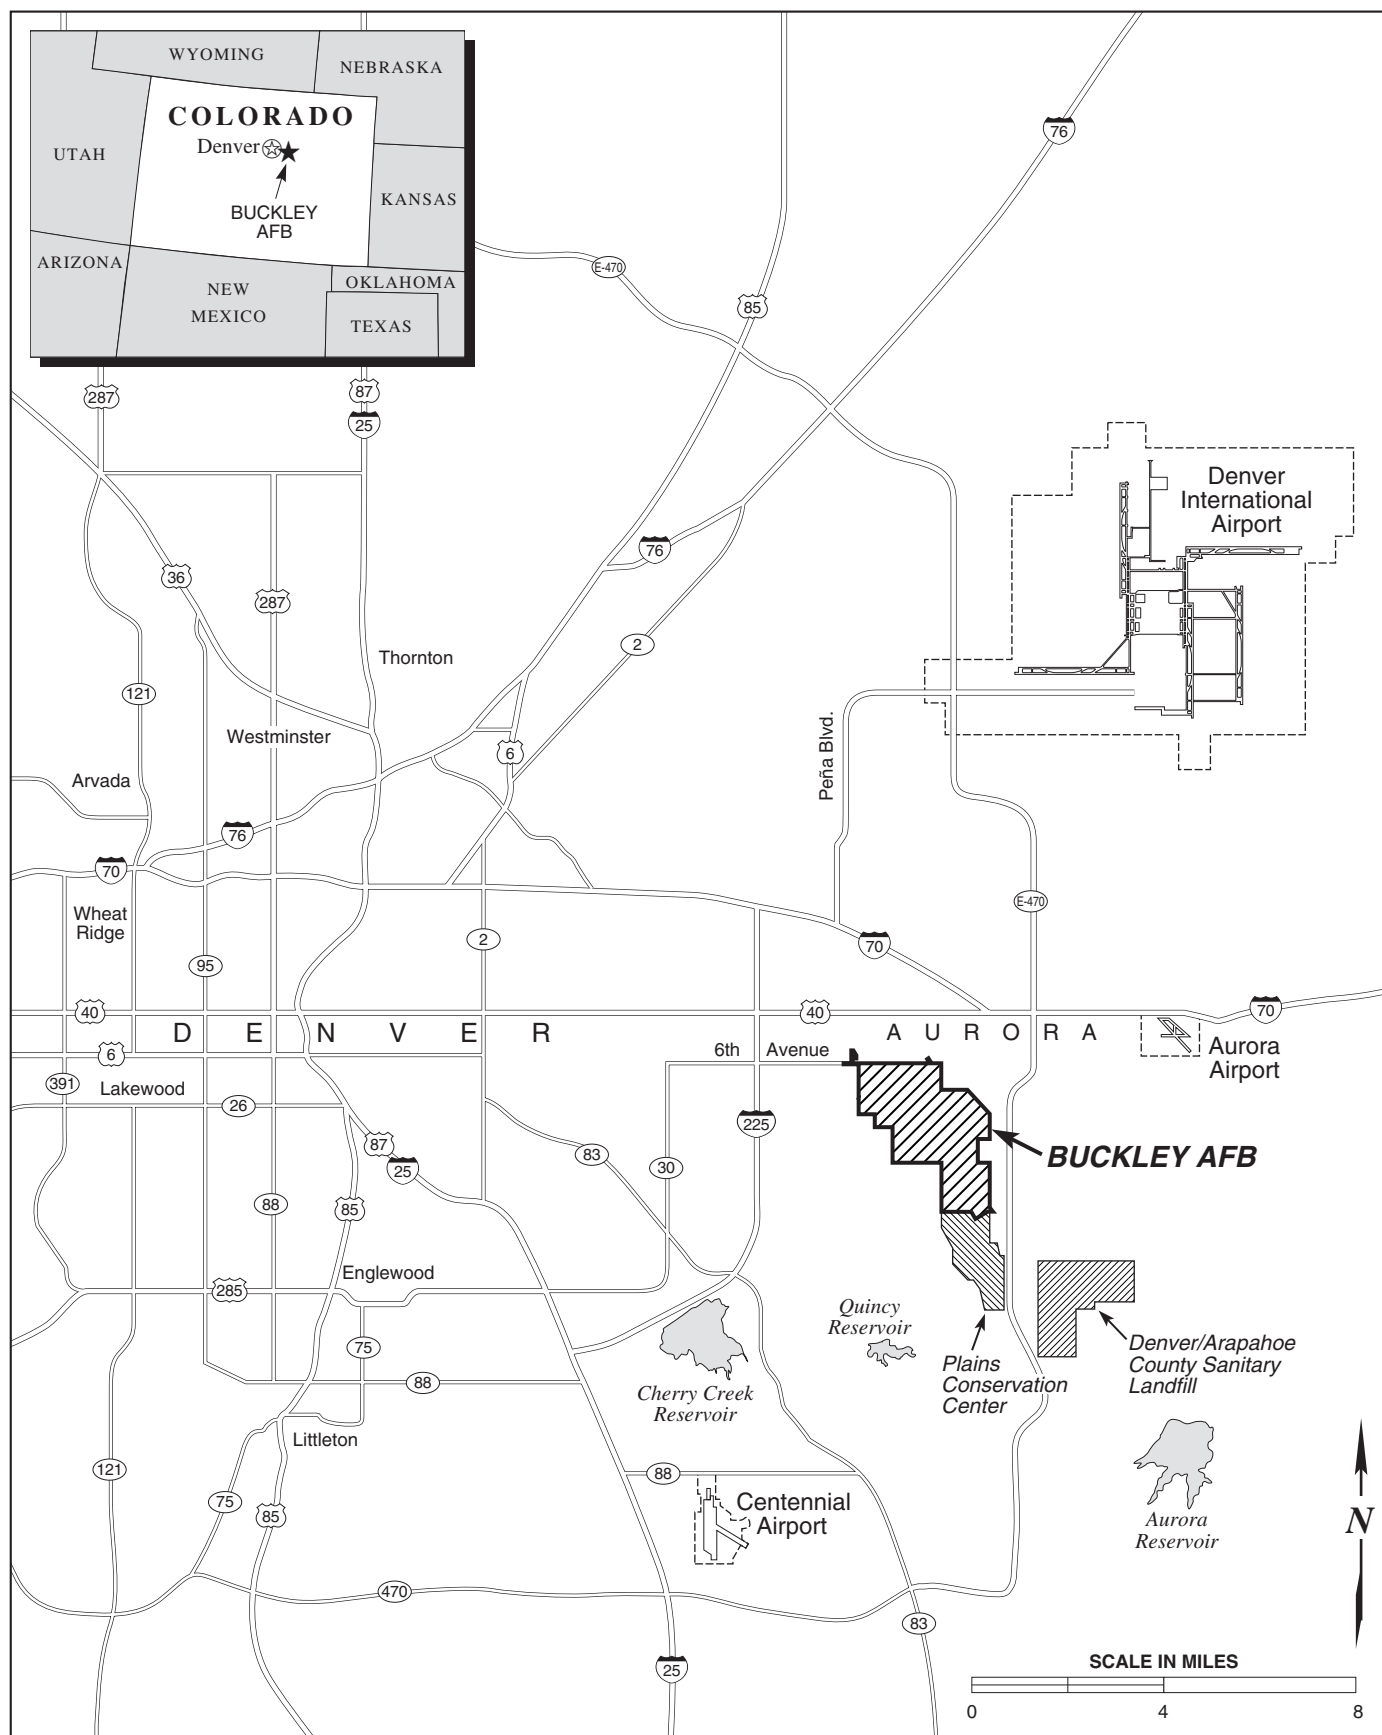 WYOMING
NEBRASKA
COLORADO
Denver
UTAH
KANSAS
BUCKLEY
AFB
ARIZONA
NEW
MEXICO
OKLAHOMA
TEXAS
76
E-470
85
287
87
25
Denver
International
Airport
76
36
287
2
Thornton
121
Westminster
6
Peña Blvd.
Arvada
76
70
E-470
Wheat
Ridge
2
70
95
40
40
70
DENVER
AURORA
6
6th Avenue
Aurora
Airport
391
Lakewood
26
225
87
25
83
30
BUCKLEY AFB
88
85
Englewood
285
Quincy
Reservoir
75
Denver/Arapahoe
County Sanitary
Landfill
Plains
Conservation
Center
88
Cherry Creek
Reservoir
Littleton
121
88
75
85
Centennial
Airport
Aurora
Reservoir
N
470
83
25
SCALE IN MILES
0 4 8